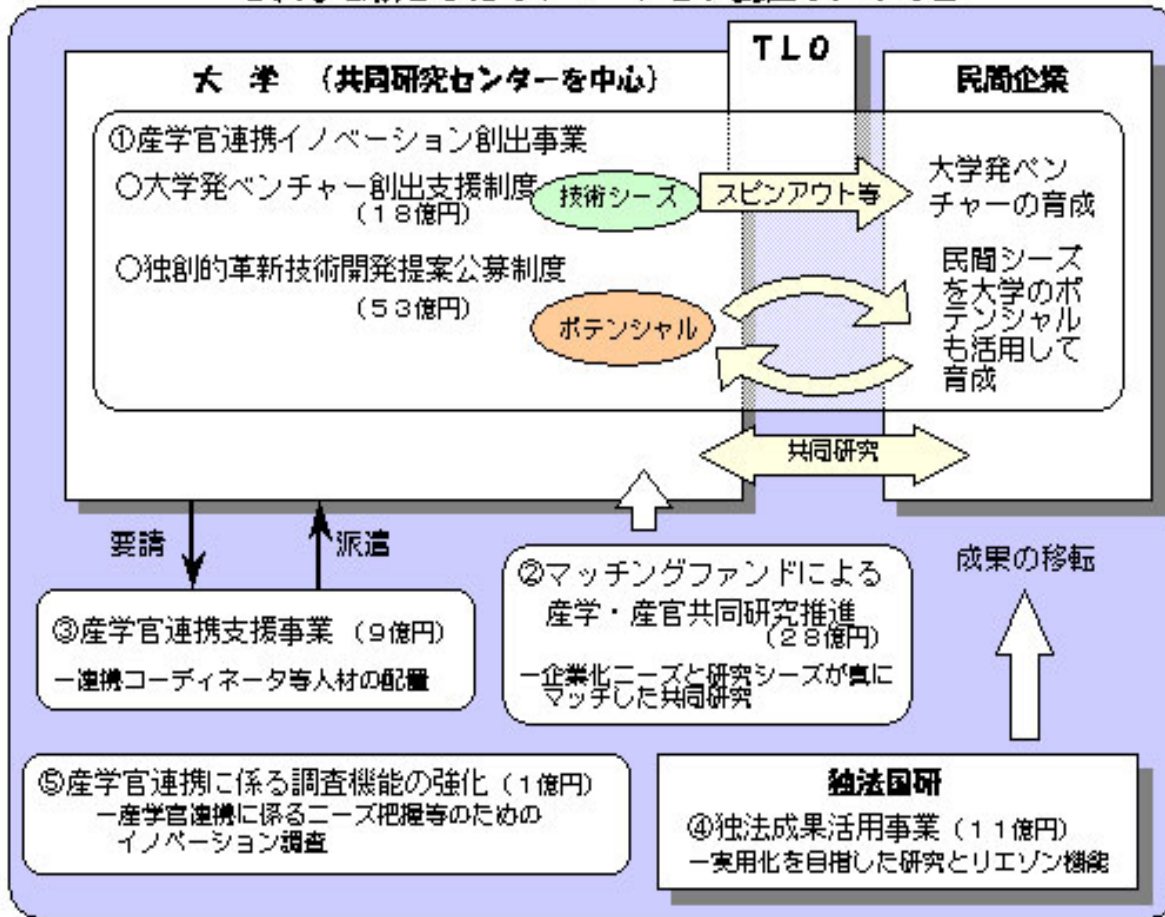 大 学 （共同研究センターを中心）
ＴＬＯ
民間企業
①産学官連携イノベーション創出事業
○大学発ベンチャー創出支援制度
（１８億円）
技術シーズ
スピンアウト等
大学発ベン
チャーの育成
○独創的革新技術開発提案公募制度
（５３億円）
ポテンシャル
民間シーズ
を大学のポ
テンシャル
も活用して
育成
共同研究
要請
派遣
②マッチングファンドによる
産学・産官共同研究推進
（２８億円）
－企業化ニーズと研究シーズが真に
マッチした共同研究
成果の移転
③産学官連携支援事業（９億円）
－連携コーディネータ等人材の配置
⑤産学官連携に係る調査機能の強化（１億円）
－産学官連携に係るニーズ把握等のための
イノベーション調査
独法国研
④独法成果活用事業（１１億円）
－実用化を目指した研究とリエゾン機能